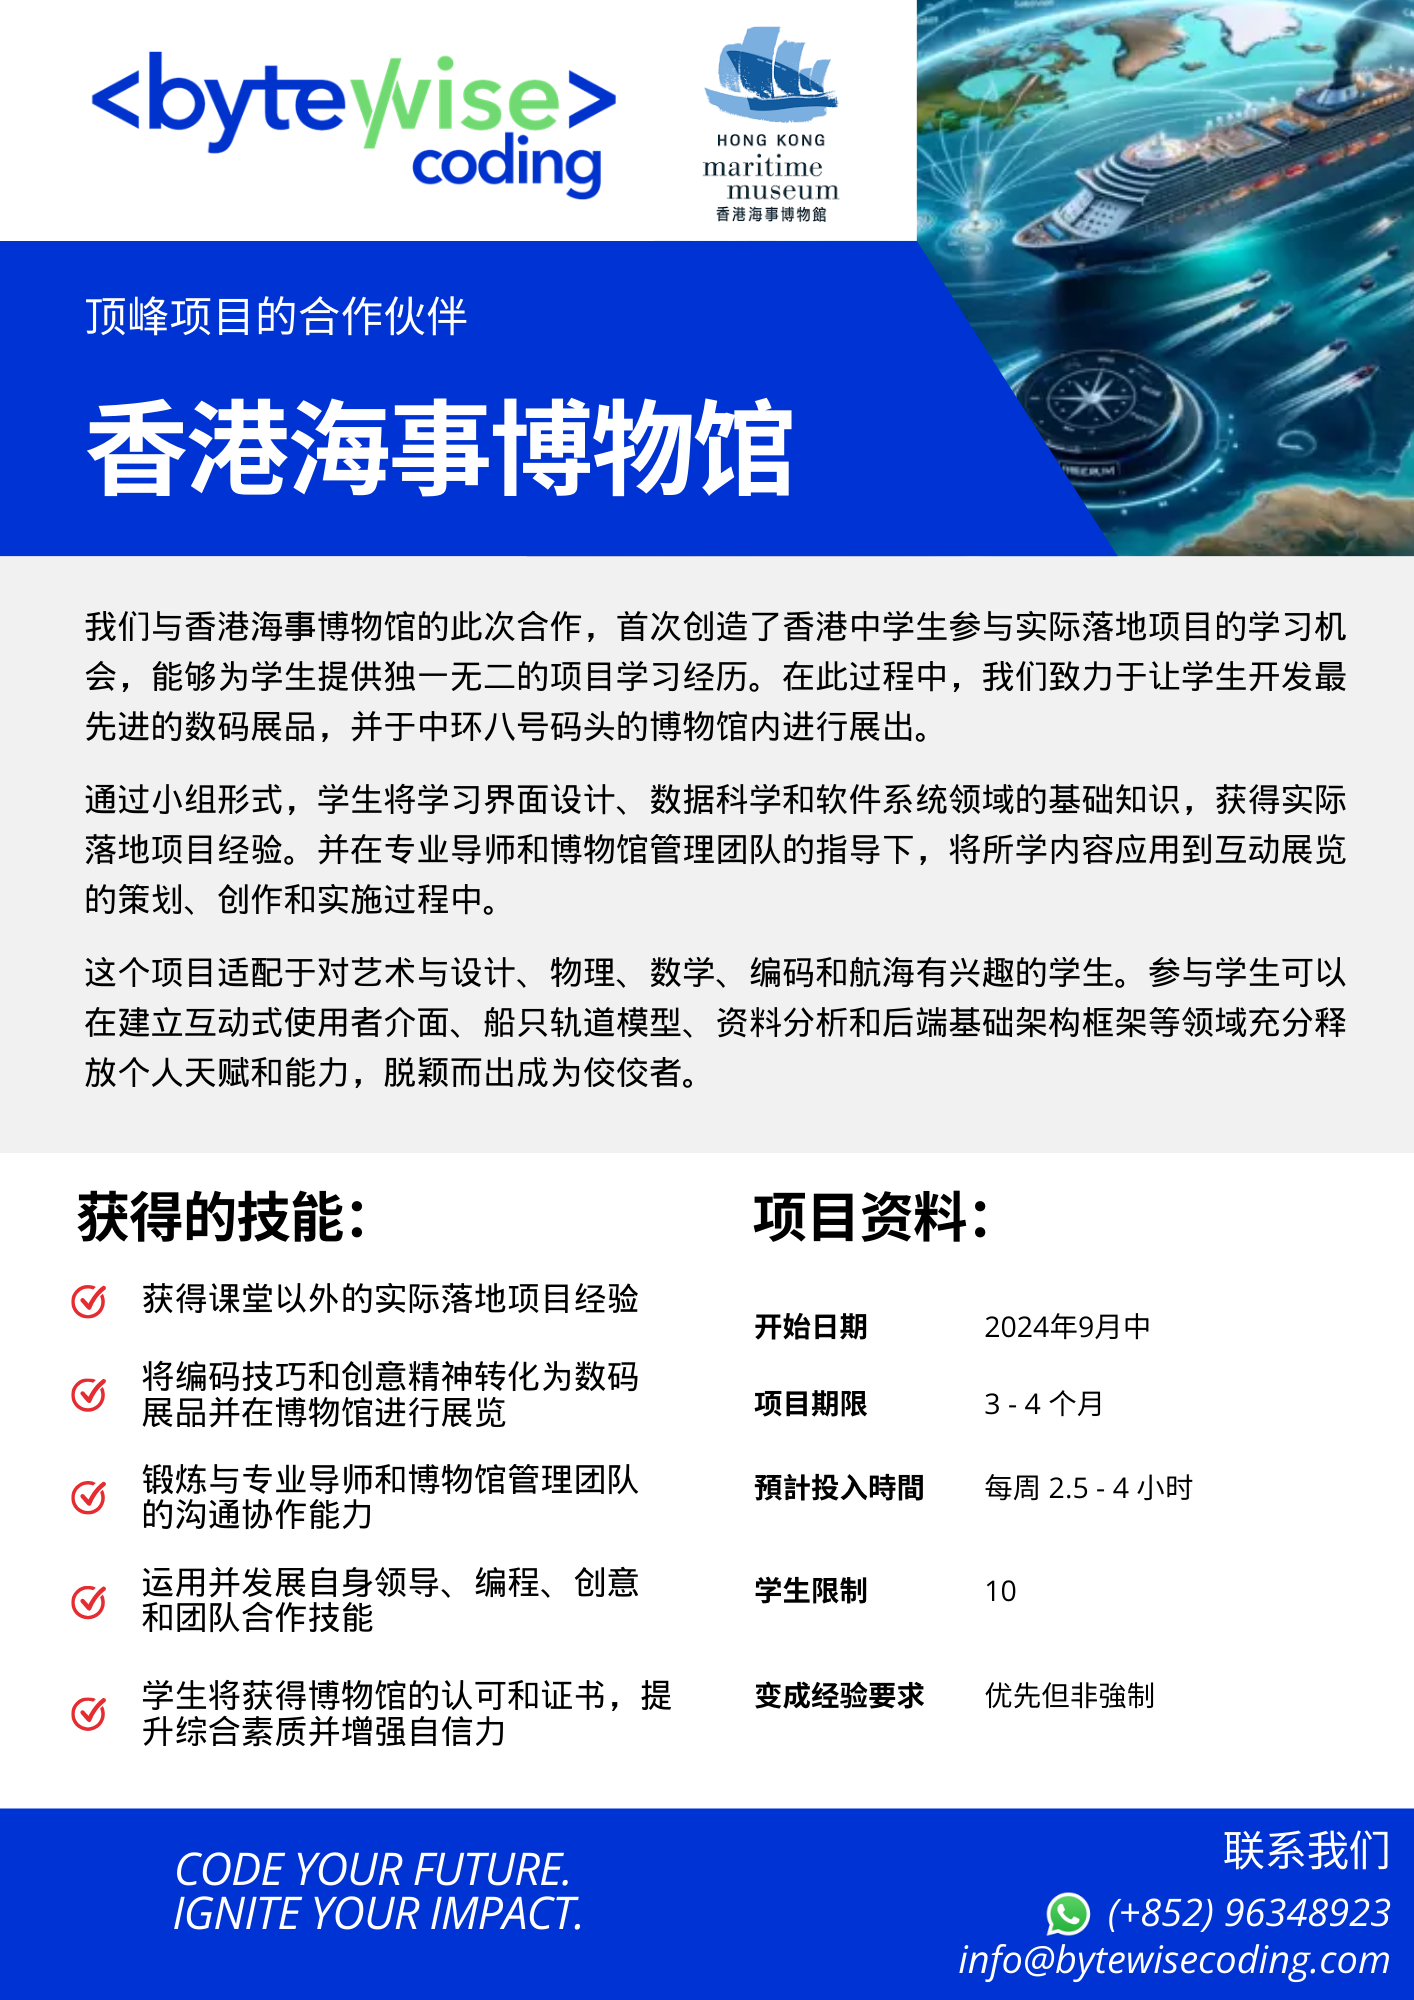 <bytewise>
coding
HONG KONG
maritime
museum
香港海事博物館
顶峰项目的合作伙伴
香港海事博物馆
我们与香港海事博物馆的此次合作，首次创造了香港中学生参与实际落地项目的学习机
会，能够为学生提供独一无二的项目学习经历。在此过程中，我们致力于让学生开发最
先进的数码展品，并于中环八号码头的博物馆内进行展出。
通过小组形式，学生将学习界面设计、数据科学和软件系统领域的基础知识，获得实际
落地项目经验。并在专业导师和博物馆管理团队的指导下，将所学内容应用到互动展览
的策划、创作和实施过程中。
这个项目适配于对艺术与设计、物理、数学、编码和航海有兴趣的学生。参与学生可以
在建立互动式使用者介面、船只轨道模型、资料分析和后端基础架构框架等领域充分释
放个人天赋和能力，脱颖而出成为佼佼者。
获得的技能：
获得课堂以外的实际落地项目经验
将编码技巧和创意精神转化为数码
展品并在博物馆进行展览
锻炼与专业导师和博物馆管理团队
的沟通协作能力
运用并发展自身领导、编程、创意
和团队合作技能
学生将获得博物馆的认可和证书，提
升综合素质并增强自信力
项目资料：
开始日期 2024年9月中
项目期限 3 - 4 个月
預計投入時間 每周 2.5 - 4 小时
学生限制 10
变成经验要求 优先但非強制
CODE YOUR FUTURE.
IGNITE YOUR IMPACT.
联系我们
(+852) 96348923
info@bytewisecoding.com